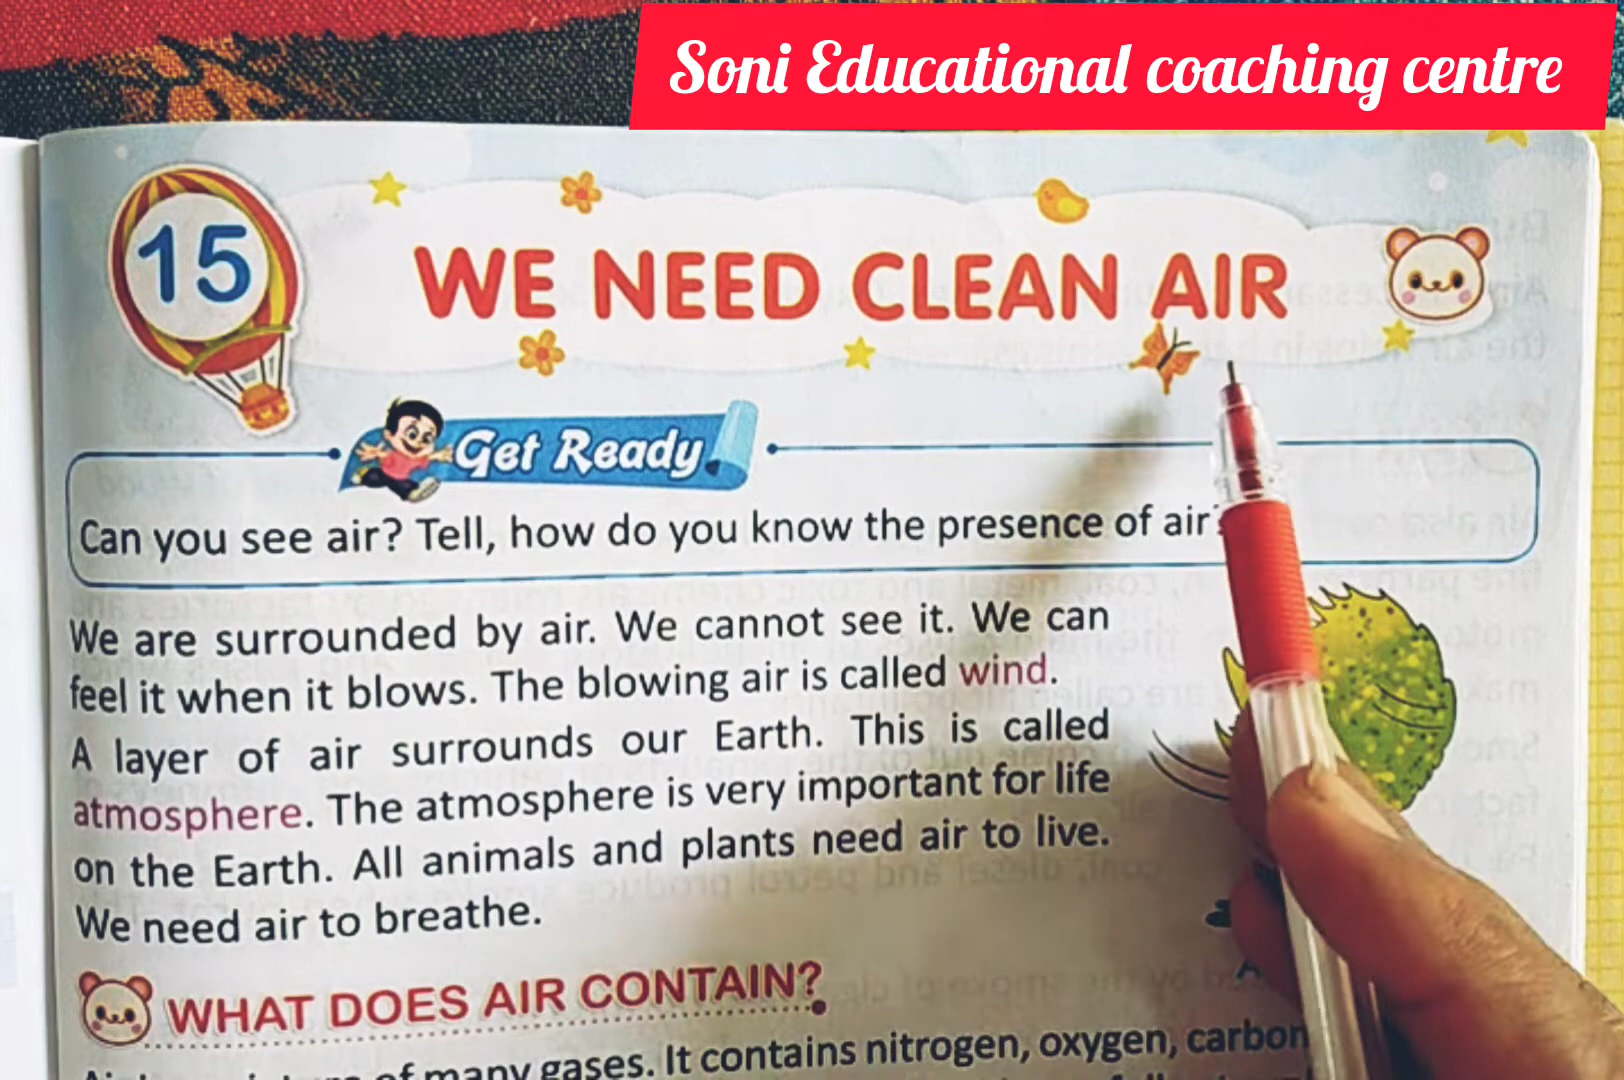 Soni Educational coaching centre
15
WE NEED CLEAN AIR
Get Ready
Can you see air? Tell, how do you know the presence of air
We are surrounded by air. We cannot see it. We can
feel it when it blows. The blowing air is called wind.
A layer of air surrounds our Earth. This is called
atmosphere. The atmosphere is very important for life
on the Earth. All animals and plants need air to live.
We need air to breathe.
WHAT DOES AIR CONTAIN?
of many gases. It contains nitrogen, oxygen, carbon